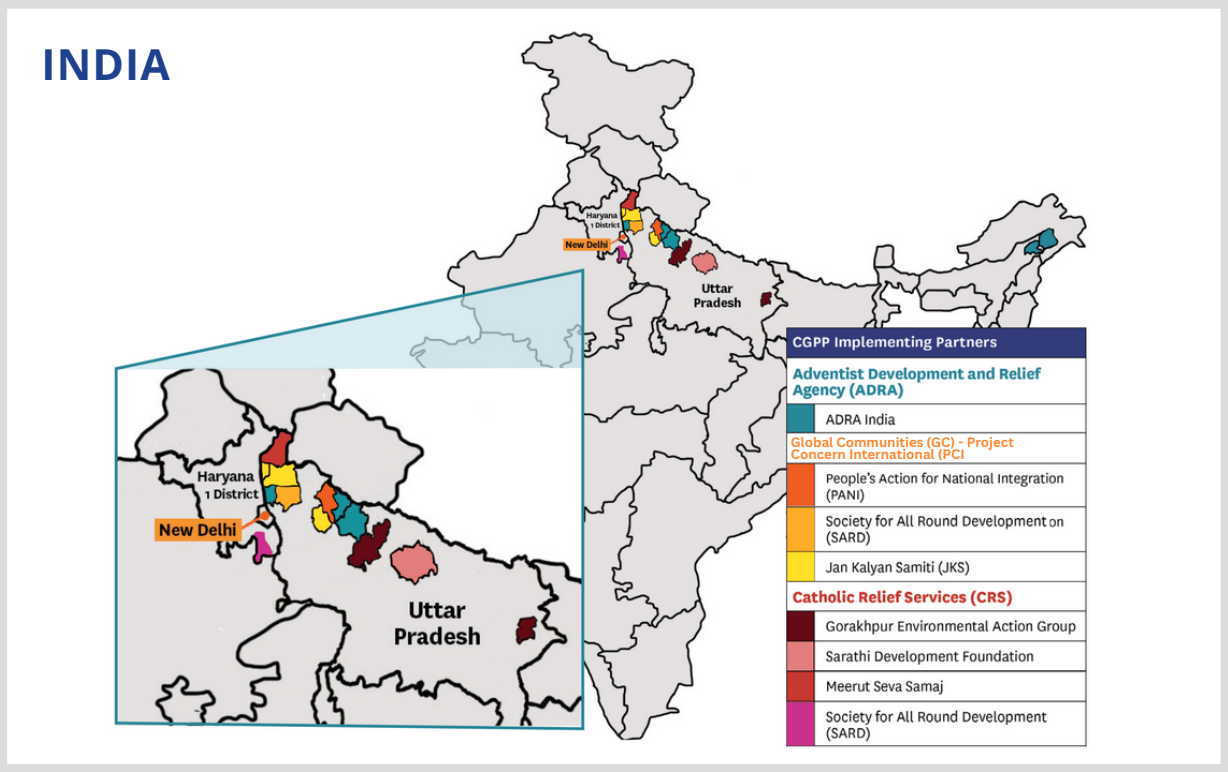 INDIA
Haryana
1 District
New Delhi
Uttar
Pradesh
Haryana
1 District
New Delhi
Uttar
Pradesh
CGPP Implementing Partners
Adventist Development and Relief
Agency (ADRA)
ADRA India
Global Communities (GC) - Project
Concern International (PCI
People's Action for National Integration
(PANI)
Society for All Round Development on
(SARD)
Jan Kalyan Samiti (JKS)
Catholic Relief Services (CRS)
Gorakhpur Environmental Action Group
Sarathi Development Foundation
Meerut Seva Samaj
Society for All Round Development
(SARD)